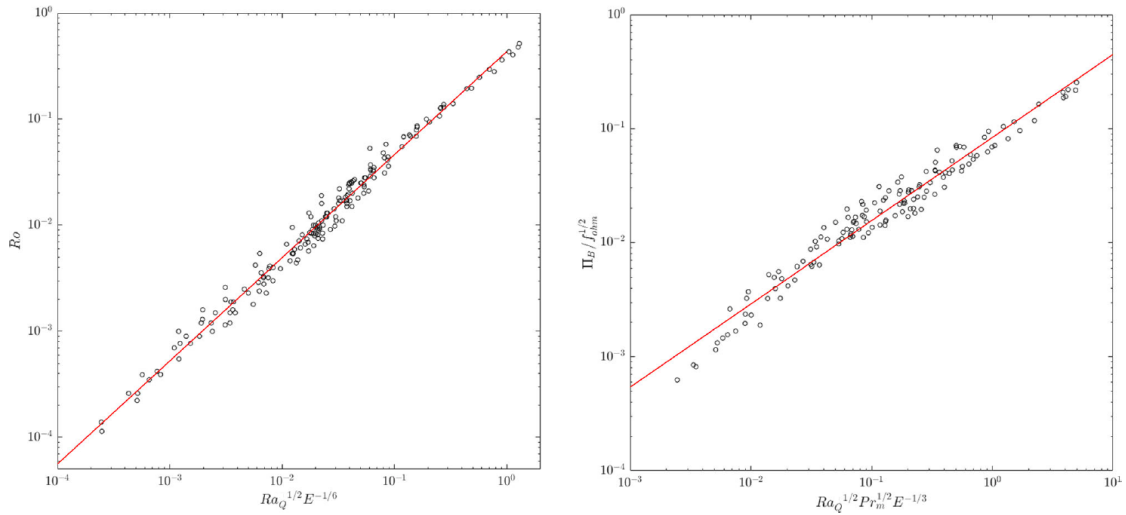 10^0
10^-1
10^-2
10^-3
10^-4
Ro
10^-4 10^-3 10^-2 10^-1 10^0
Ra_Q^1/2 E^-1/6
10^0
10^-1
10^-2
10^-3
10^-4
Π_B / f_ohm^1/2
10^-3 10^-2 10^-1 10^0 10^1
Ra_Q^1/2 Pr_m^1/2 E^-1/3